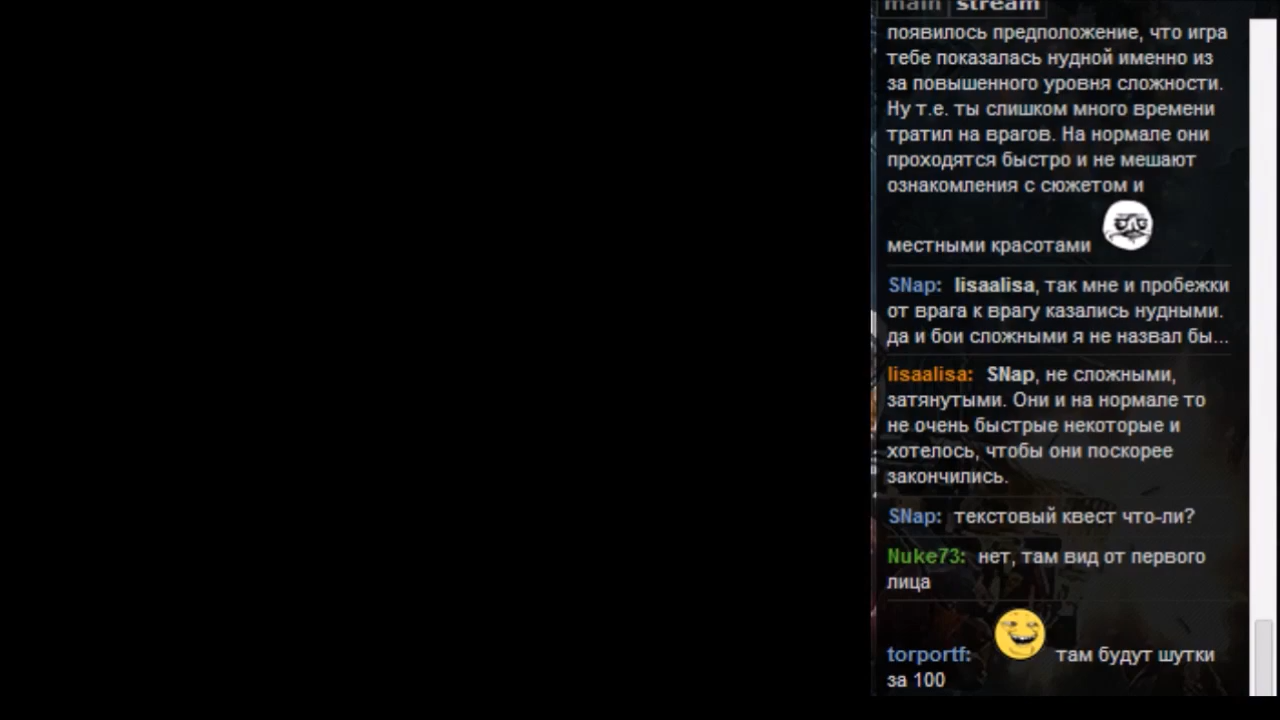 main stream
появилось предположение, что игра
тебе показалась нудной именно из
за повышенного уровня сложности.
Ну т.е. ты слишком много времени
тратил на врагов. На нормале они
проходятся быстро и не мешают
ознакомления с сюжетом и
местными красотами
SNap: lisaalisa, так мне и пробежки
от врага к врагу казались нудными.
да и бои сложными я не назвал бы...
lisaalisa: SNap, не сложными,
затянутыми. Они и на нормале то
не очень быстрые некоторые и
хотелось, чтобы они поскорее
закончились.
SNap: текстовый квест что-ли?
Nuke73: нет, там вид от первого
лица
torportf: там будут шутки
за 100